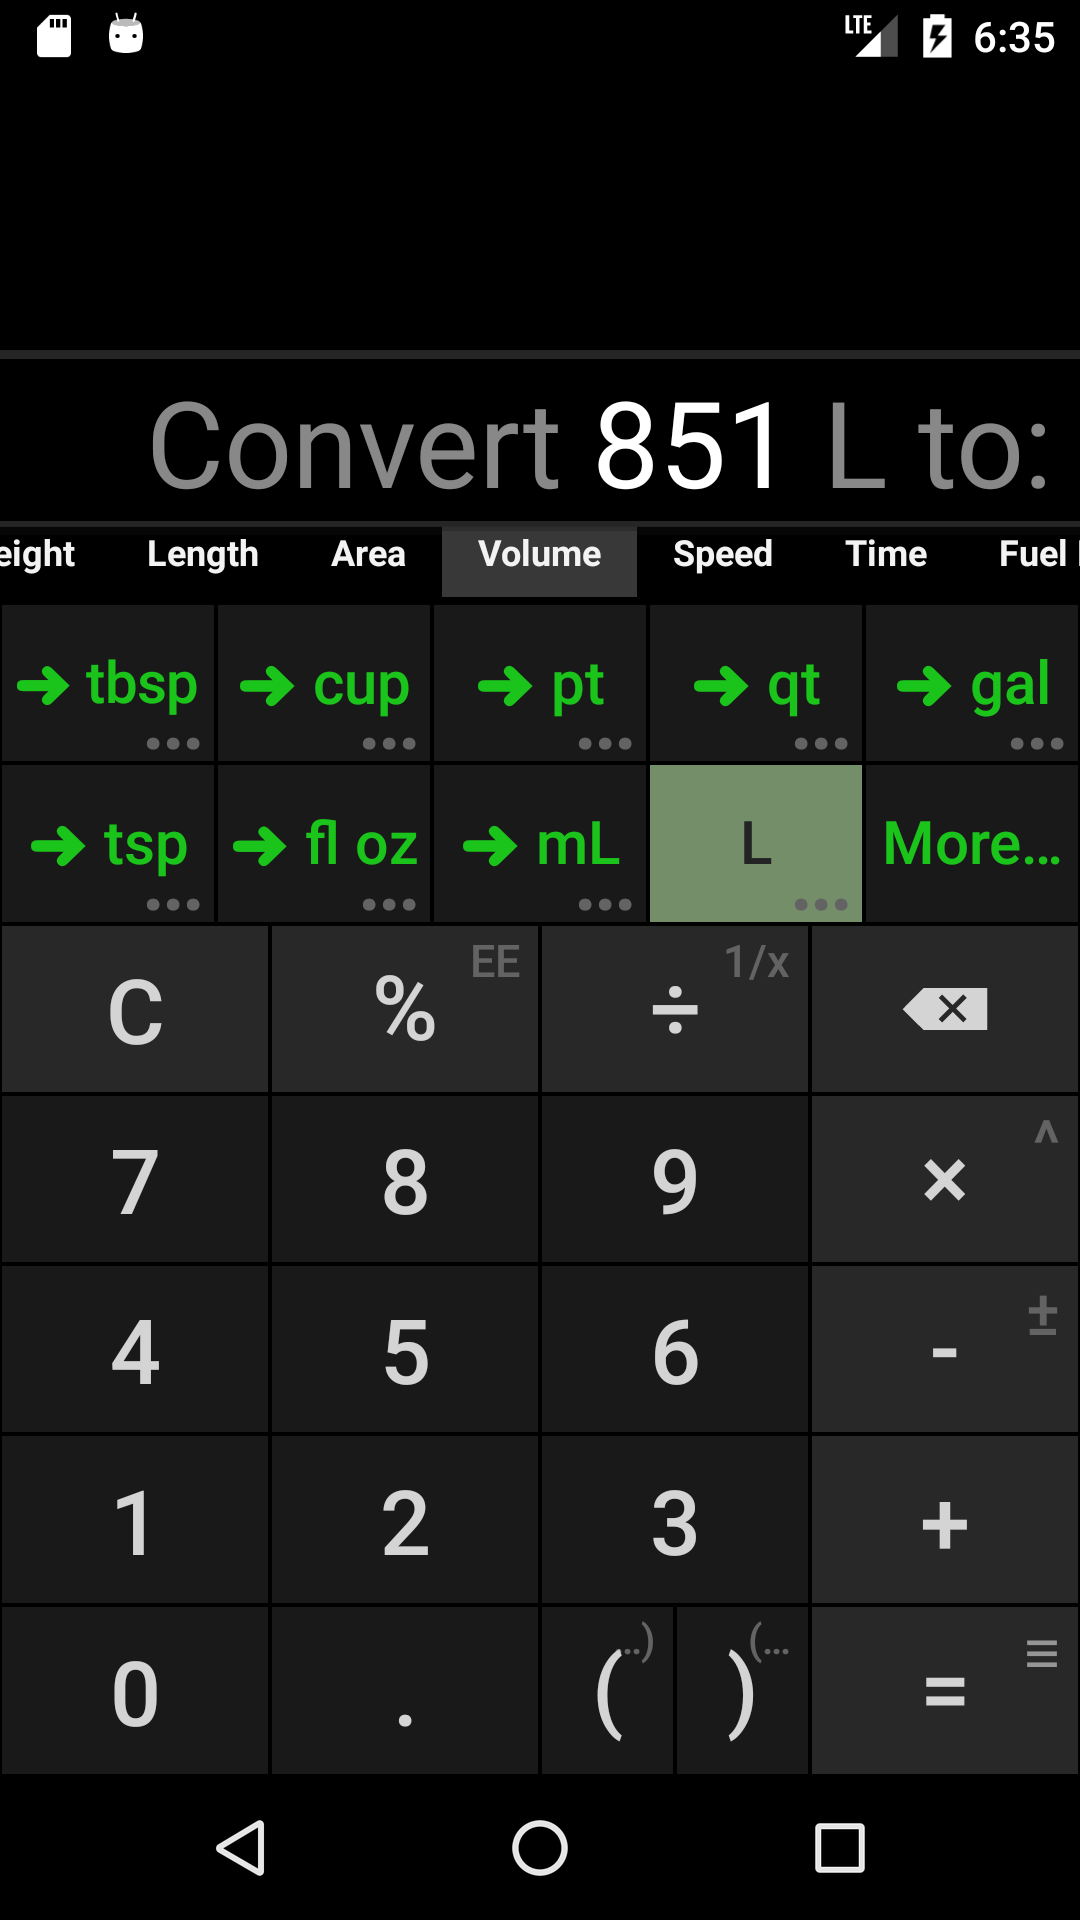 LTE 6:35
Convert 851 L to:
eight Length Area Volume Speed Time Fuel
➔ tbsp ➔ cup ➔ pt ➔ qt ➔ gal
➔ tsp ➔ fl oz ➔ mL L More...
C % EE ÷ 1/x
7 8 9 × ^
4 5 6 - ±
1 2 3 +
0 . ( ..) ) (... = ≡